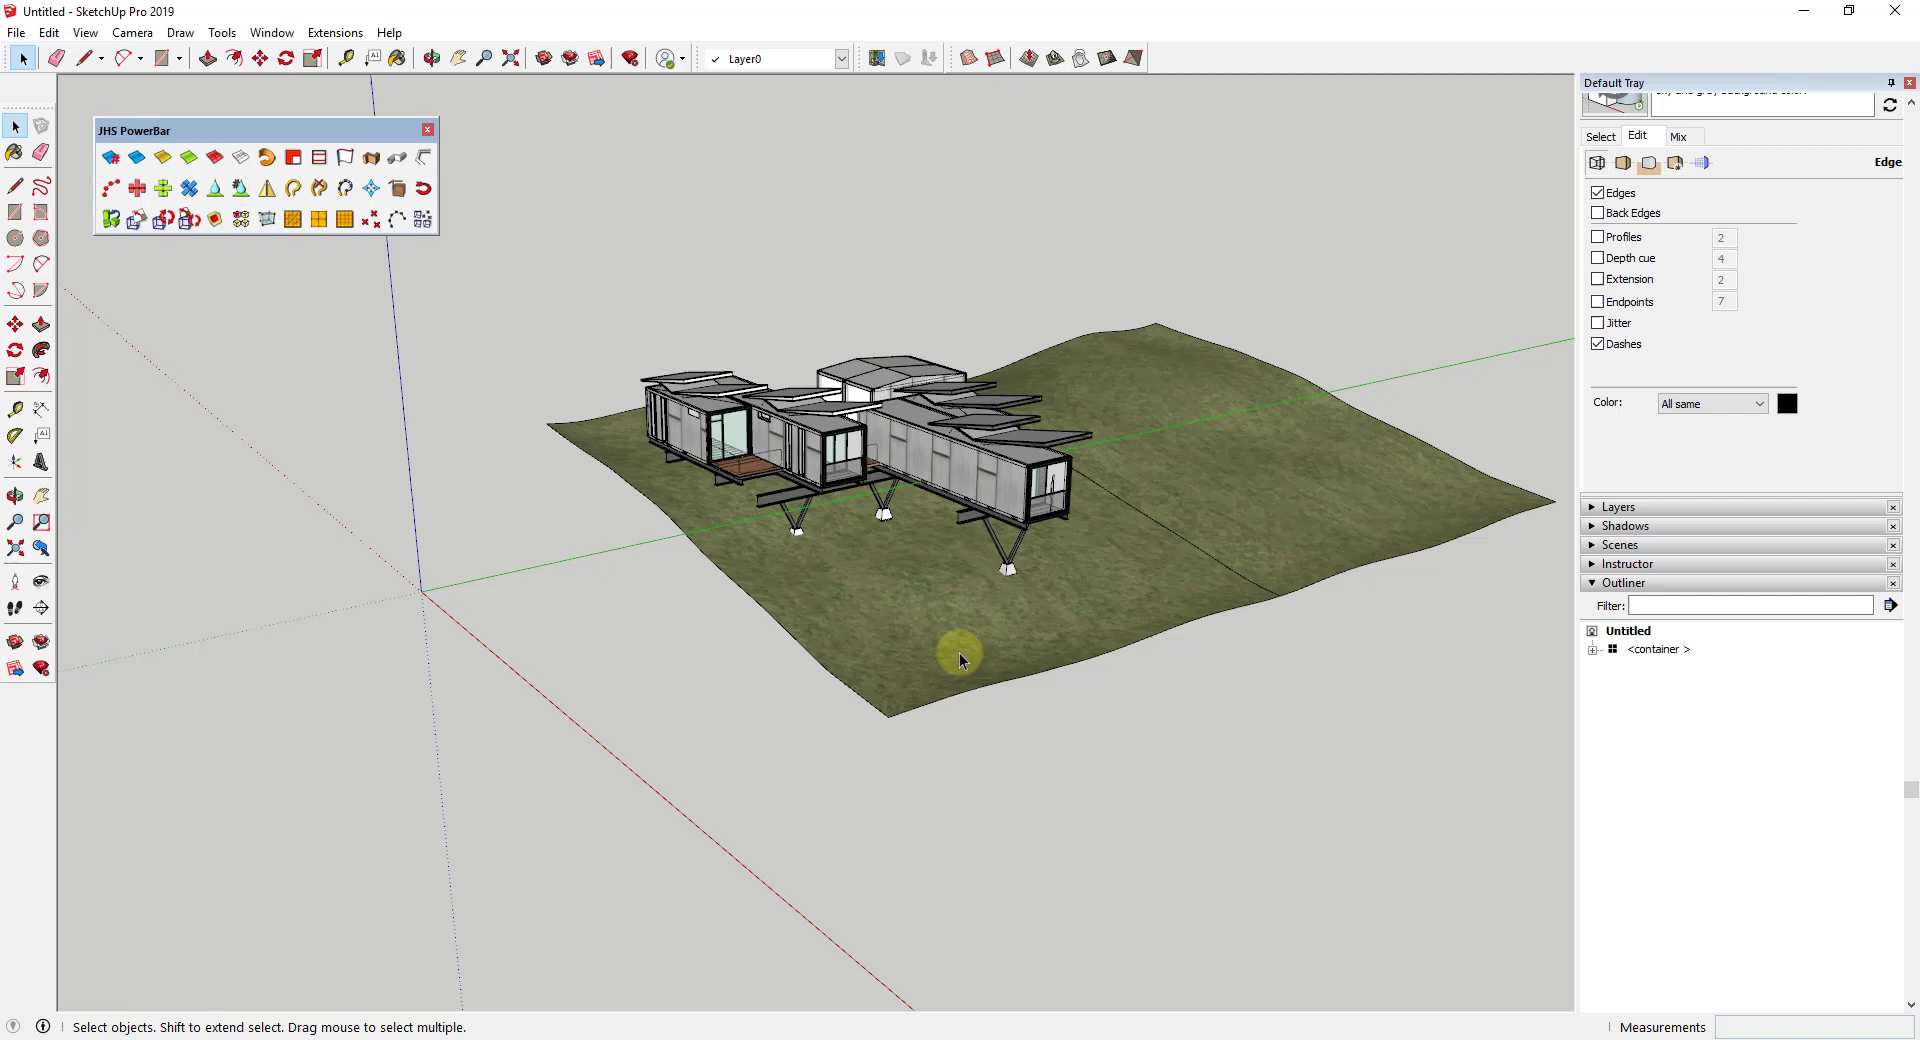 Untitled - SketchUp Pro 2019
File Edit View Camera Draw Tools Window Extensions Help
Layer0
Default Tray
JHS PowerBar
Select Edit Mix
Edge
Edges
Back Edges
Profiles 2
Depth cue 4
Extension 2
Endpoints 7
Jitter
Dashes
Color: All same
Layers
Shadows
Scenes
Instructor
Outliner
Filter:
Untitled
<container >
Select objects. Shift to extend select. Drag mouse to select multiple.
Measurements